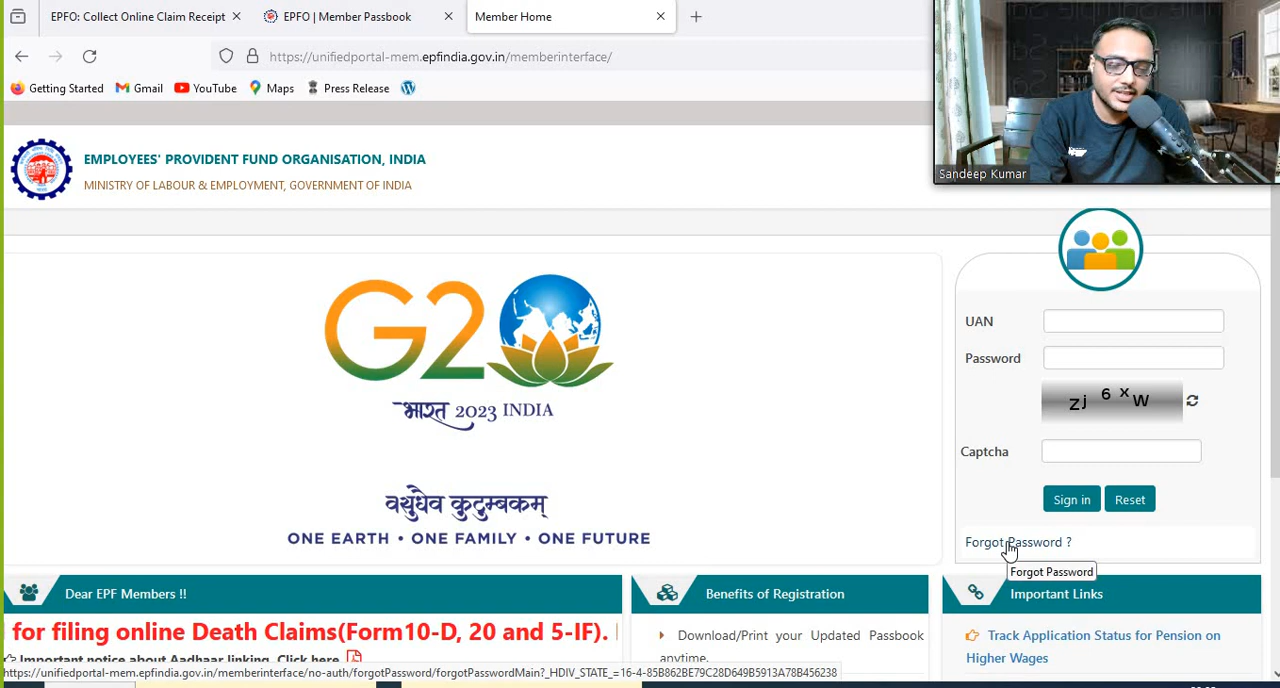 EPFO: Collect Online Claim Receipt
EPFO | Member Passbook
Member Home
https://unifiedportal-mem.epfindia.gov.in/memberinterface/
Getting Started
Gmail
YouTube
Maps
Press Release
Sandeep Kumar
EMPLOYEES' PROVIDENT FUND ORGANISATION, INDIA
MINISTRY OF LABOUR & EMPLOYMENT, GOVERNMENT OF INDIA
G2
भारत 2023 INDIA
वसुधैव कुटुम्बकम्
ONE EARTH • ONE FAMILY • ONE FUTURE
UAN
Password
zj 6 x W
Captcha
Sign in
Reset
Forgot Password ?
Forgot Password
Dear EPF Members !!
for filing online Death Claims(Form10-D, 20 and 5-IF).
Important notice about Aadhaar linking. Click here
Benefits of Registration
Download/Print your Updated Passbook
anytime.
Important Links
Track Application Status for Pension on
Higher Wages
https://unifiedportal-mem.epfindia.gov.in/memberinterface/no-auth/forgotPassword/forgotPasswordMain?_HDIV_STATE_=16-4-85B862BE79C28D649B5913A78B456238